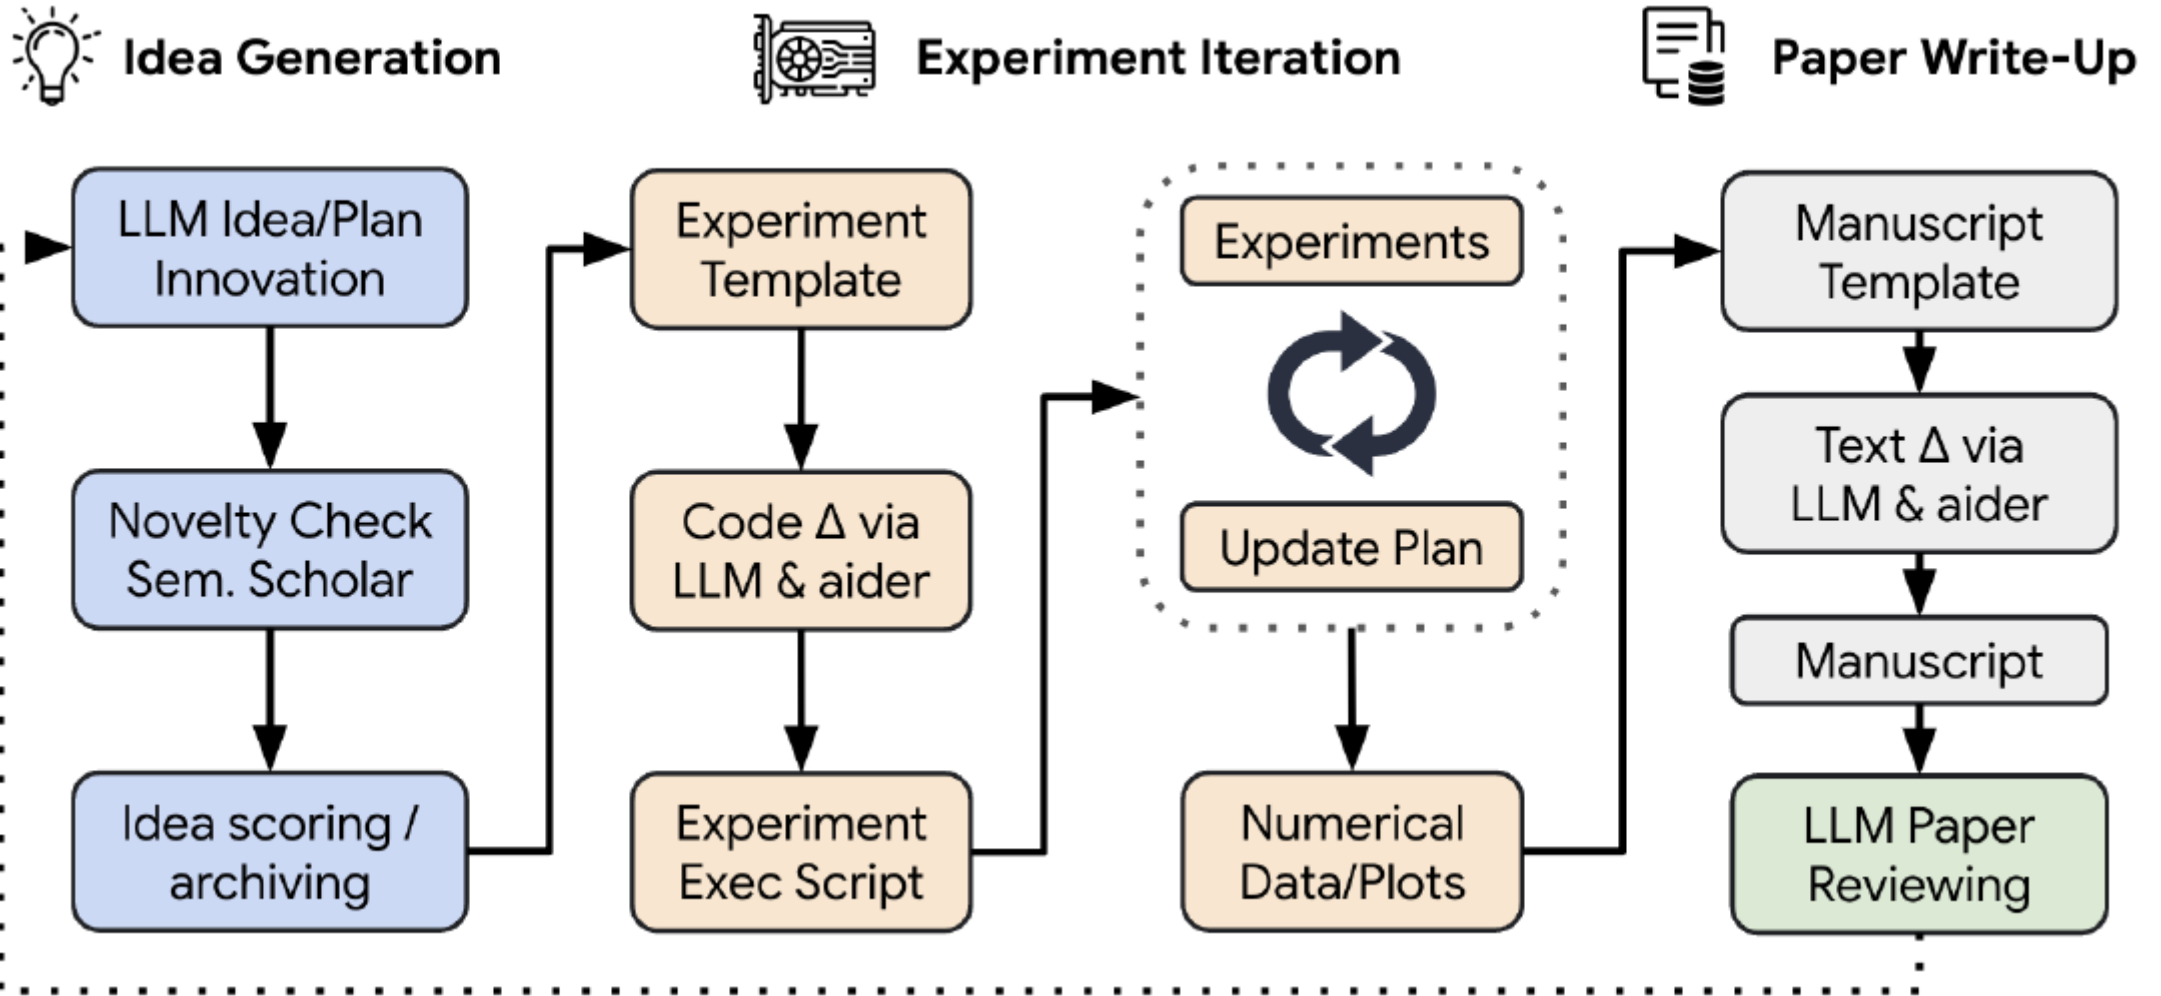 Idea Generation
Experiment Iteration
Paper Write-Up
LLM Idea/Plan
Innovation
Novelty Check
Sem. Scholar
Idea scoring /
archiving
Experiment
Template
Code Δ via
LLM & aider
Experiment
Exec Script
Experiments
Update Plan
Numerical
Data/Plots
Manuscript
Template
Text Δ via
LLM & aider
Manuscript
LLM Paper
Reviewing